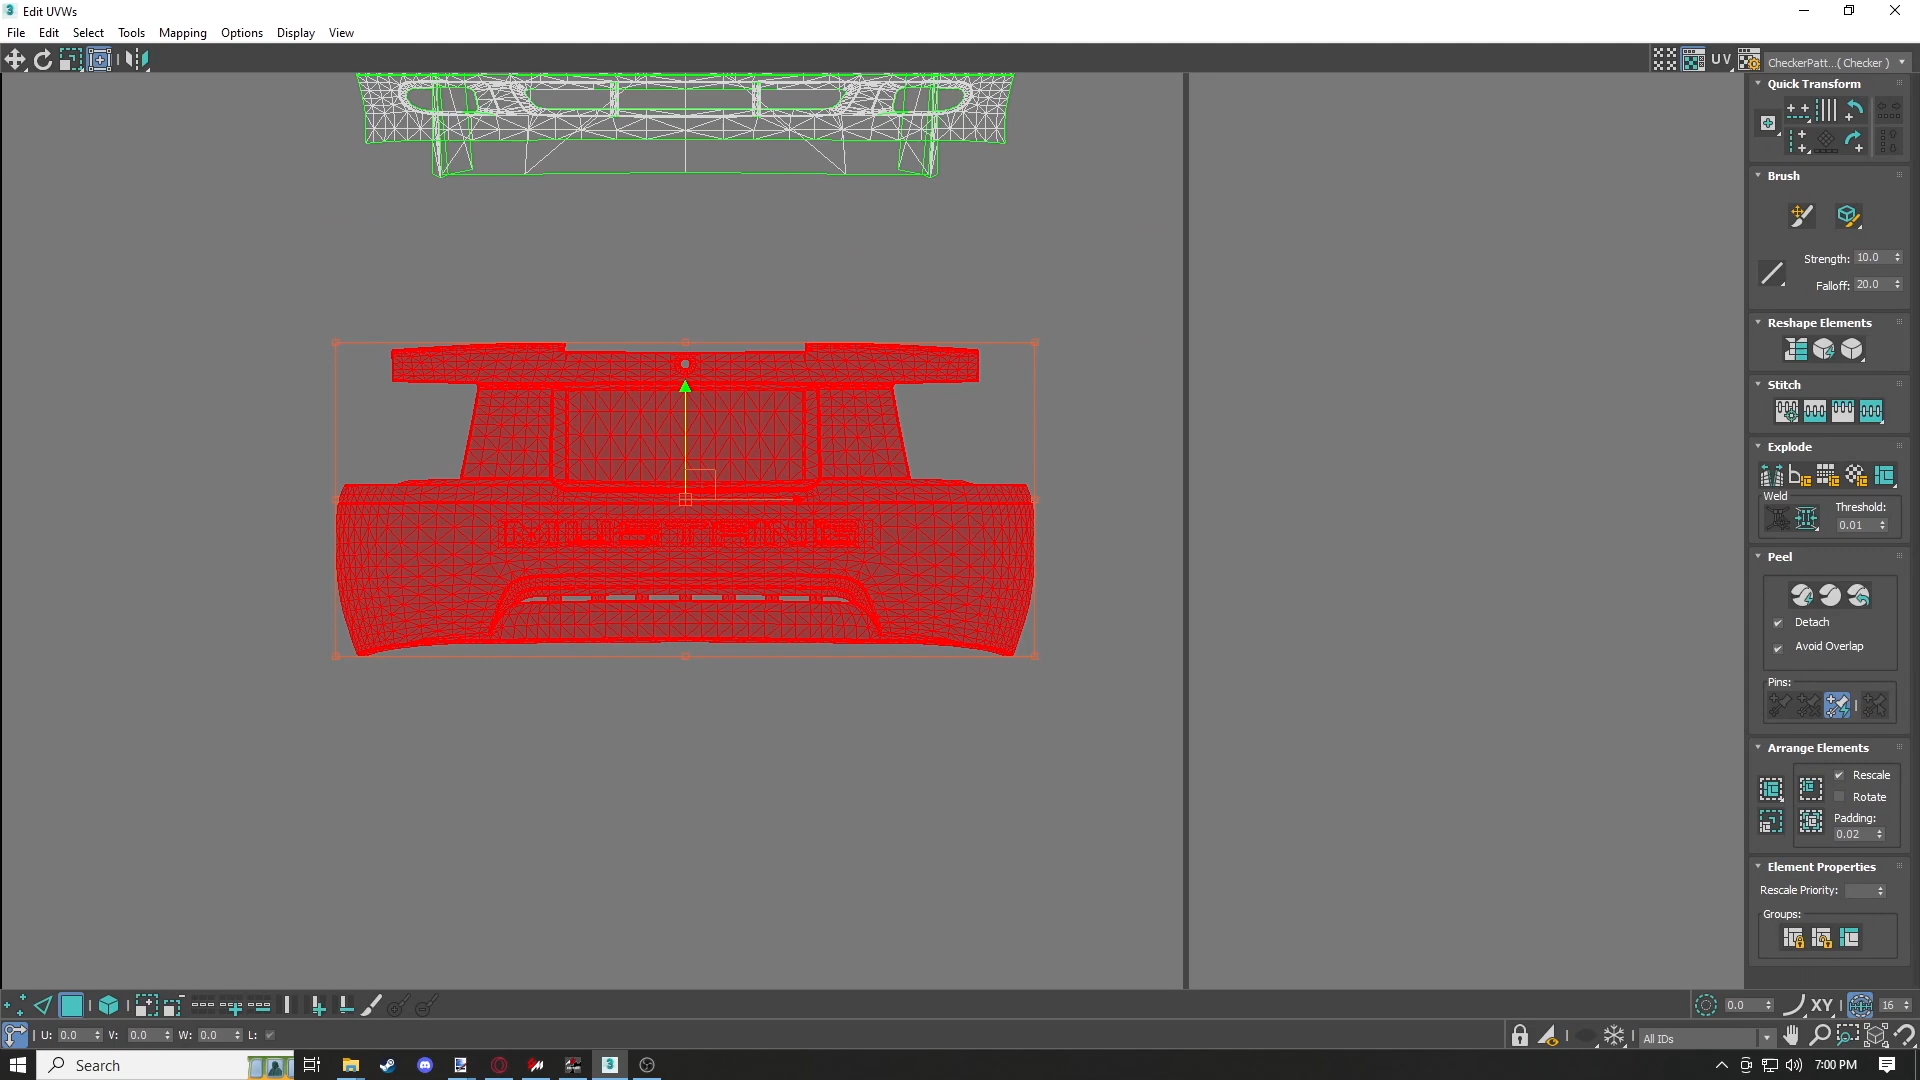 Edit UVWs
File Edit Select Tools Mapping Options Display View
UV
CheckerPatt...( Checker )
Quick Transform
Brush
Strength: 10.0
Falloff: 20.0
Reshape Elements
Stitch
Explode
Weld
Threshold:
0.01
Peel
Detach
Avoid Overlap
Pins:
Arrange Elements
Rescale
Rotate
Padding:
0.02
Element Properties
Rescale Priority:
Groups:
0.0 XY 16
U: 0.0 V: 0.0 W: 0.0 L:
All IDs
Search
7:00 PM